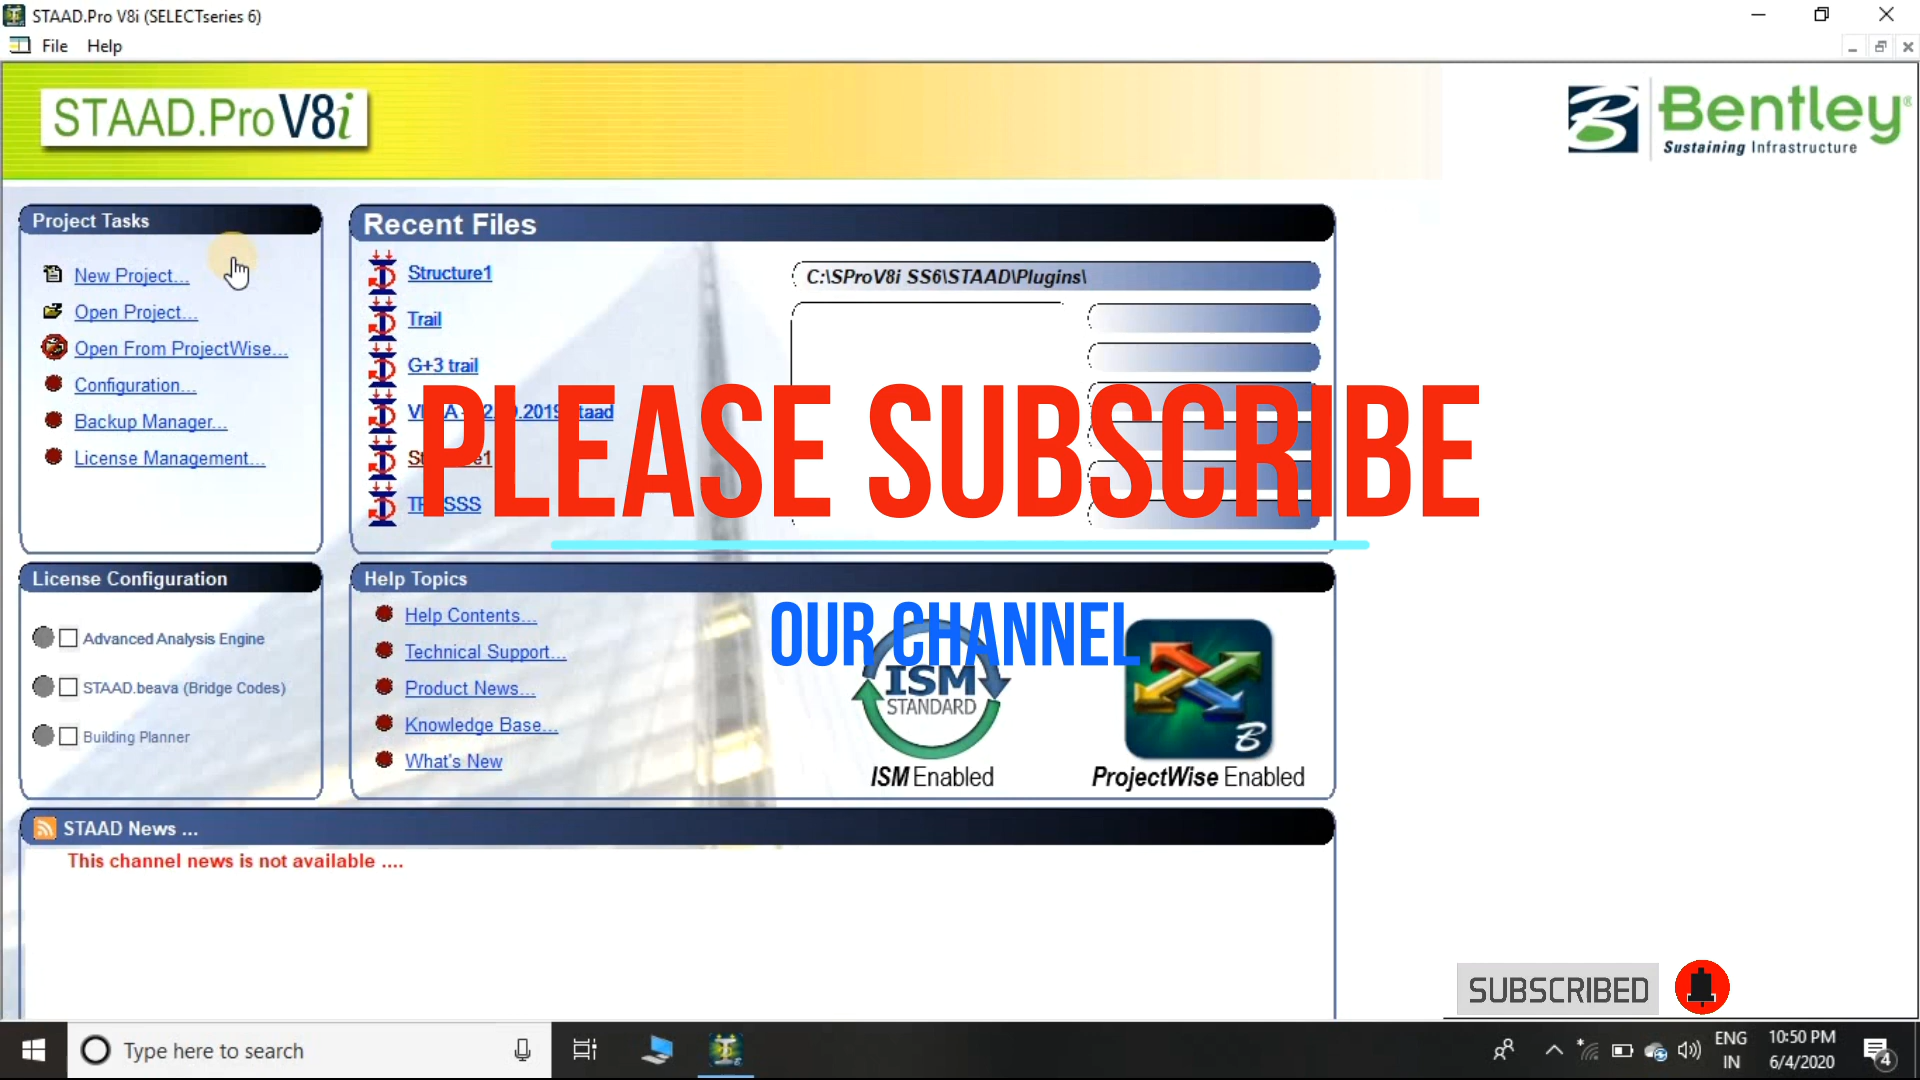 STAAD.Pro V8i (SELECTseries 6)
File Help
STAAD.Pro V8i
Bentley®
Sustaining Infrastructure
Project Tasks
New Project...
Open Project...
Open From ProjectWise...
Configuration...
Backup Manager...
License Management...
Recent Files
Structure1
Trail
G+3 trail
C:\SProV8i SS6\STAAD\Plugins\
PLEASE SUBSCRIBE
OUR CHANNEL
License Configuration
Advanced Analysis Engine
STAAD.beava (Bridge Codes)
Building Planner
Help Topics
Help Contents...
Technical Support...
Product News...
Knowledge Base...
What's New
ISM
STANDARD
ISM Enabled
B
ProjectWise Enabled
STAAD News ...
This channel news is not available ....
SUBSCRIBED
Type here to search
ENG
IN
10:50 PM
6/4/2020
4